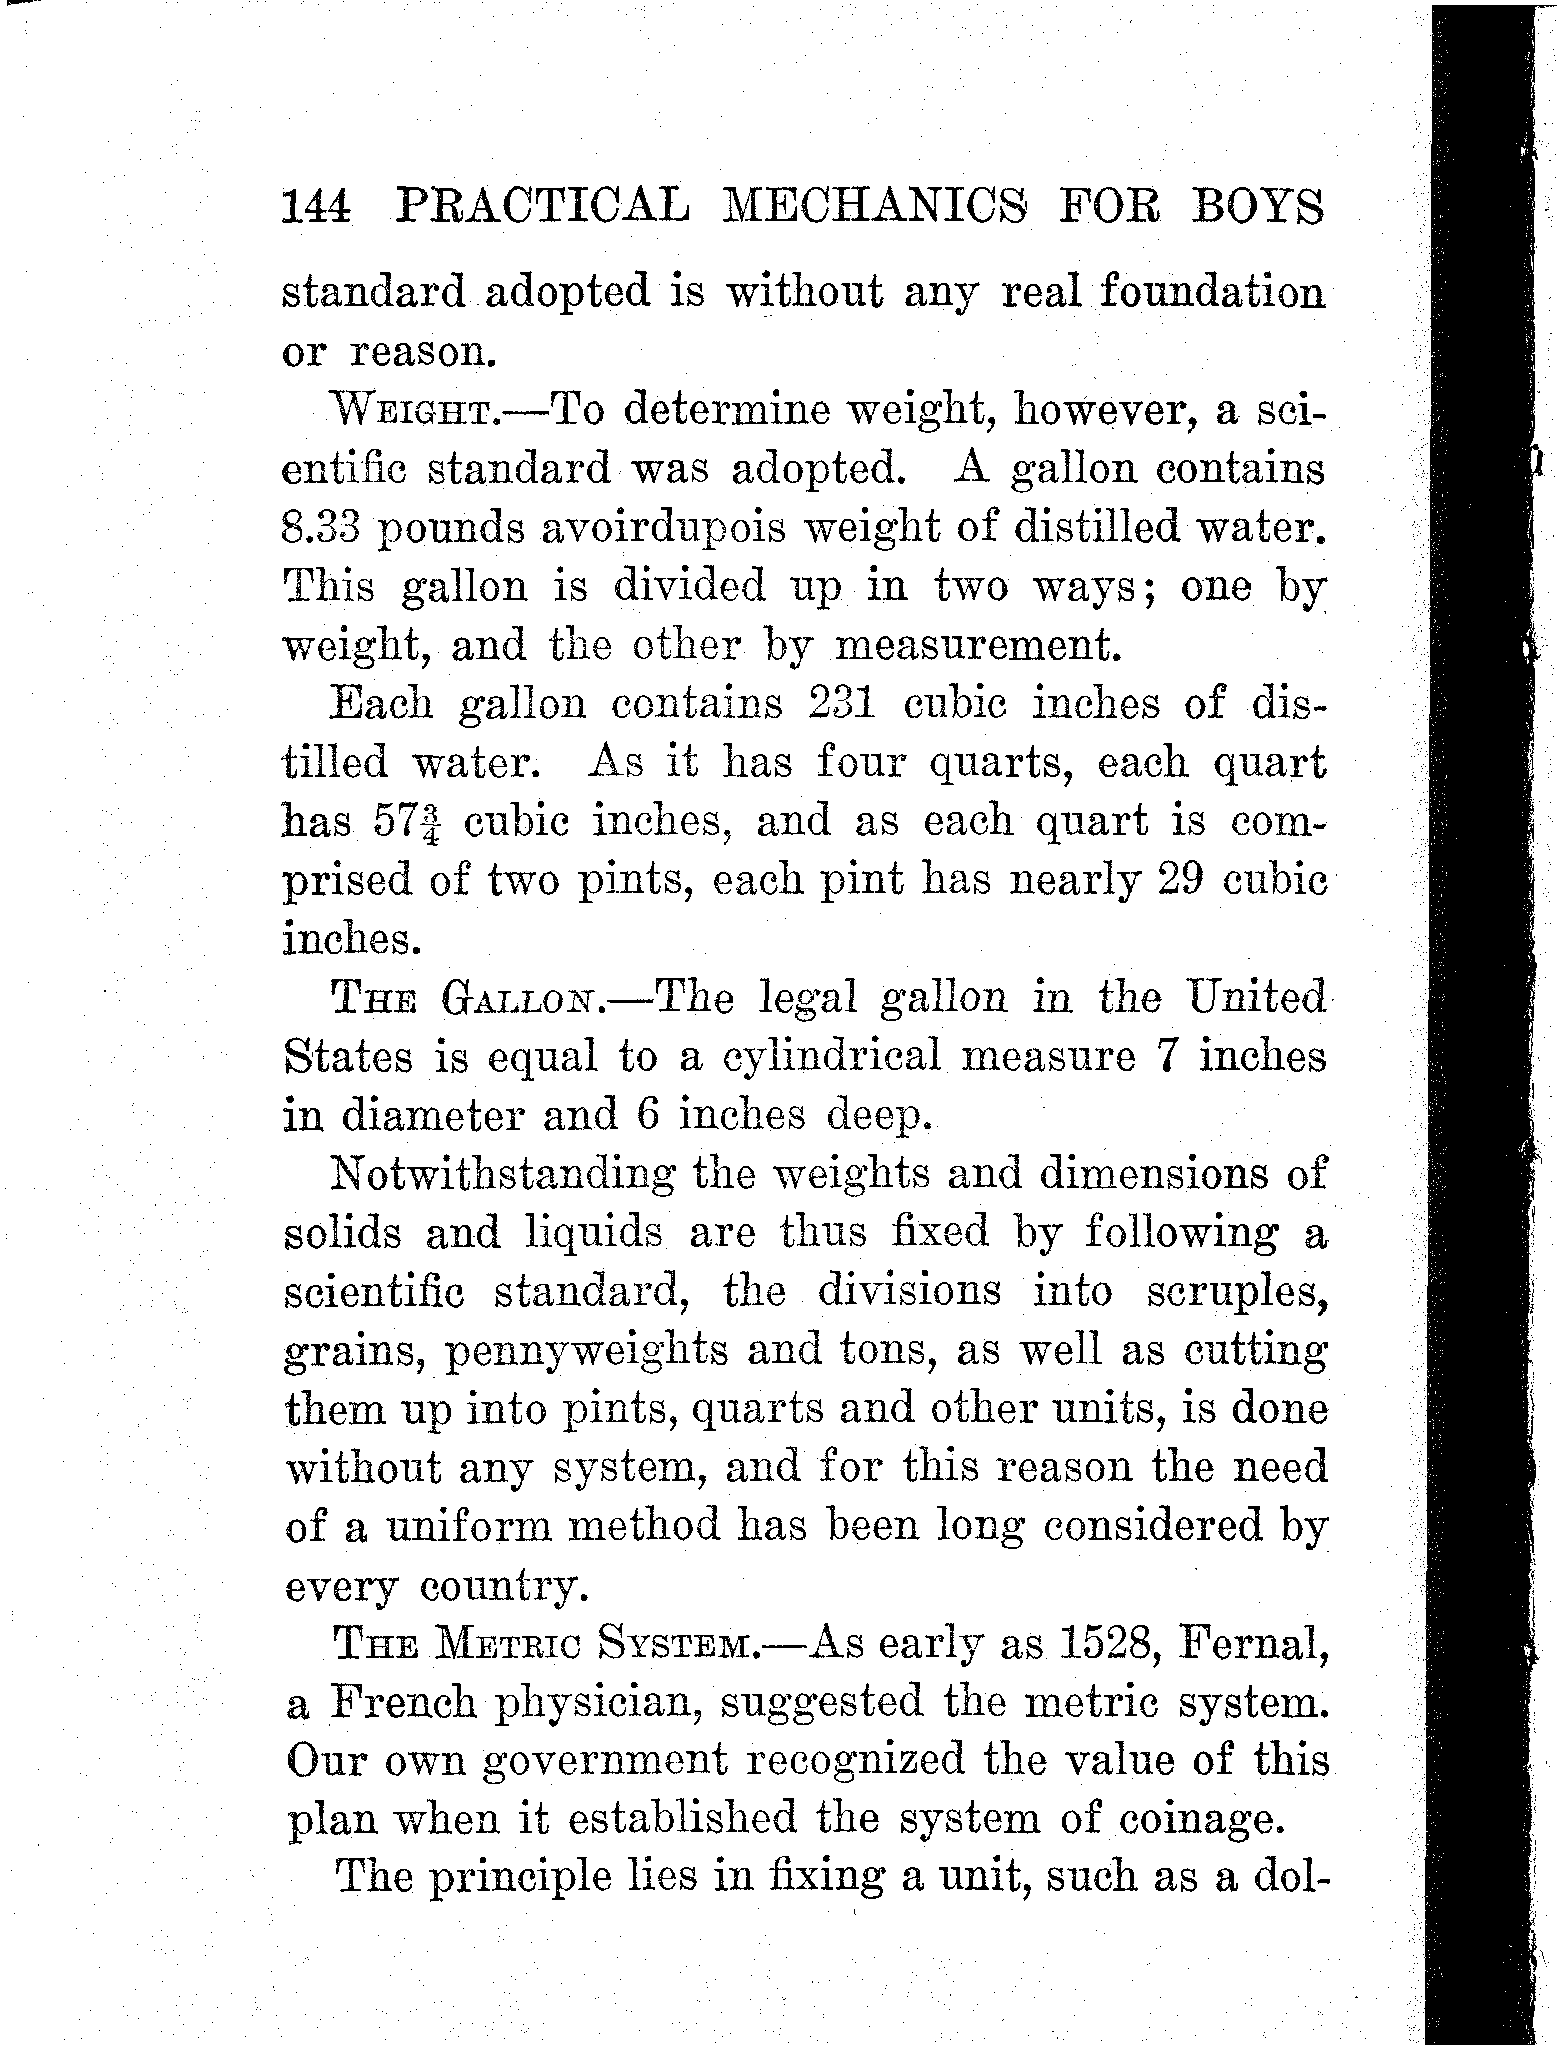 144 PRACTICAL MECHANICS FOR BOYS
standard adopted is without any real foundation
or reason.
WEIGHT.—To determine weight, however, a sci-
entific standard was adopted. A gallon contains
8.33 pounds avoirdupois weight of distilled water.
This gallon is divided up in two ways; one by
weight, and the other by measurement.
Each gallon contains 231 cubic inches of dis-
tilled water. As it has four quarts, each quart
has 57¾ cubic inches, and as each quart is com-
prised of two pints, each pint has nearly 29 cubic
inches.
THE GALLON.—The legal gallon in the United
States is equal to a cylindrical measure 7 inches
in diameter and 6 inches deep.
Notwithstanding the weights and dimensions of
solids and liquids are thus fixed by following a
scientific standard, the divisions into scruples,
grains, pennyweights and tons, as well as cutting
them up into pints, quarts and other units, is done
without any system, and for this reason the need
of a uniform method has been long considered by
every country.
THE METRIC SYSTEM.—As early as 1528, Fernal,
a French physician, suggested the metric system.
Our own government recognized the value of this
plan when it established the system of coinage.
The principle lies in fixing a unit, such as a dol-